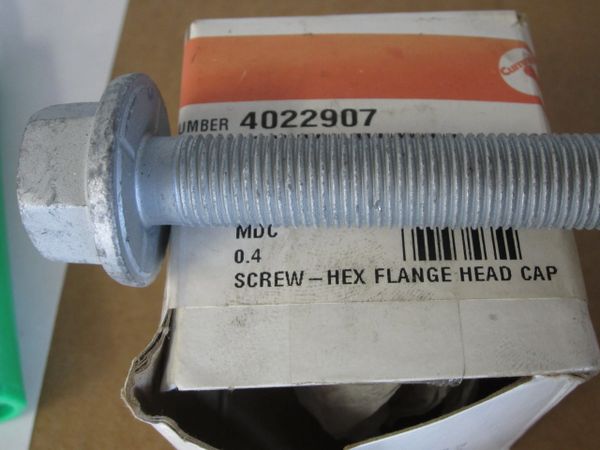 UMBER 4022907
MDC
0.4
SCREW-HEX FLANGE HEAD CAP